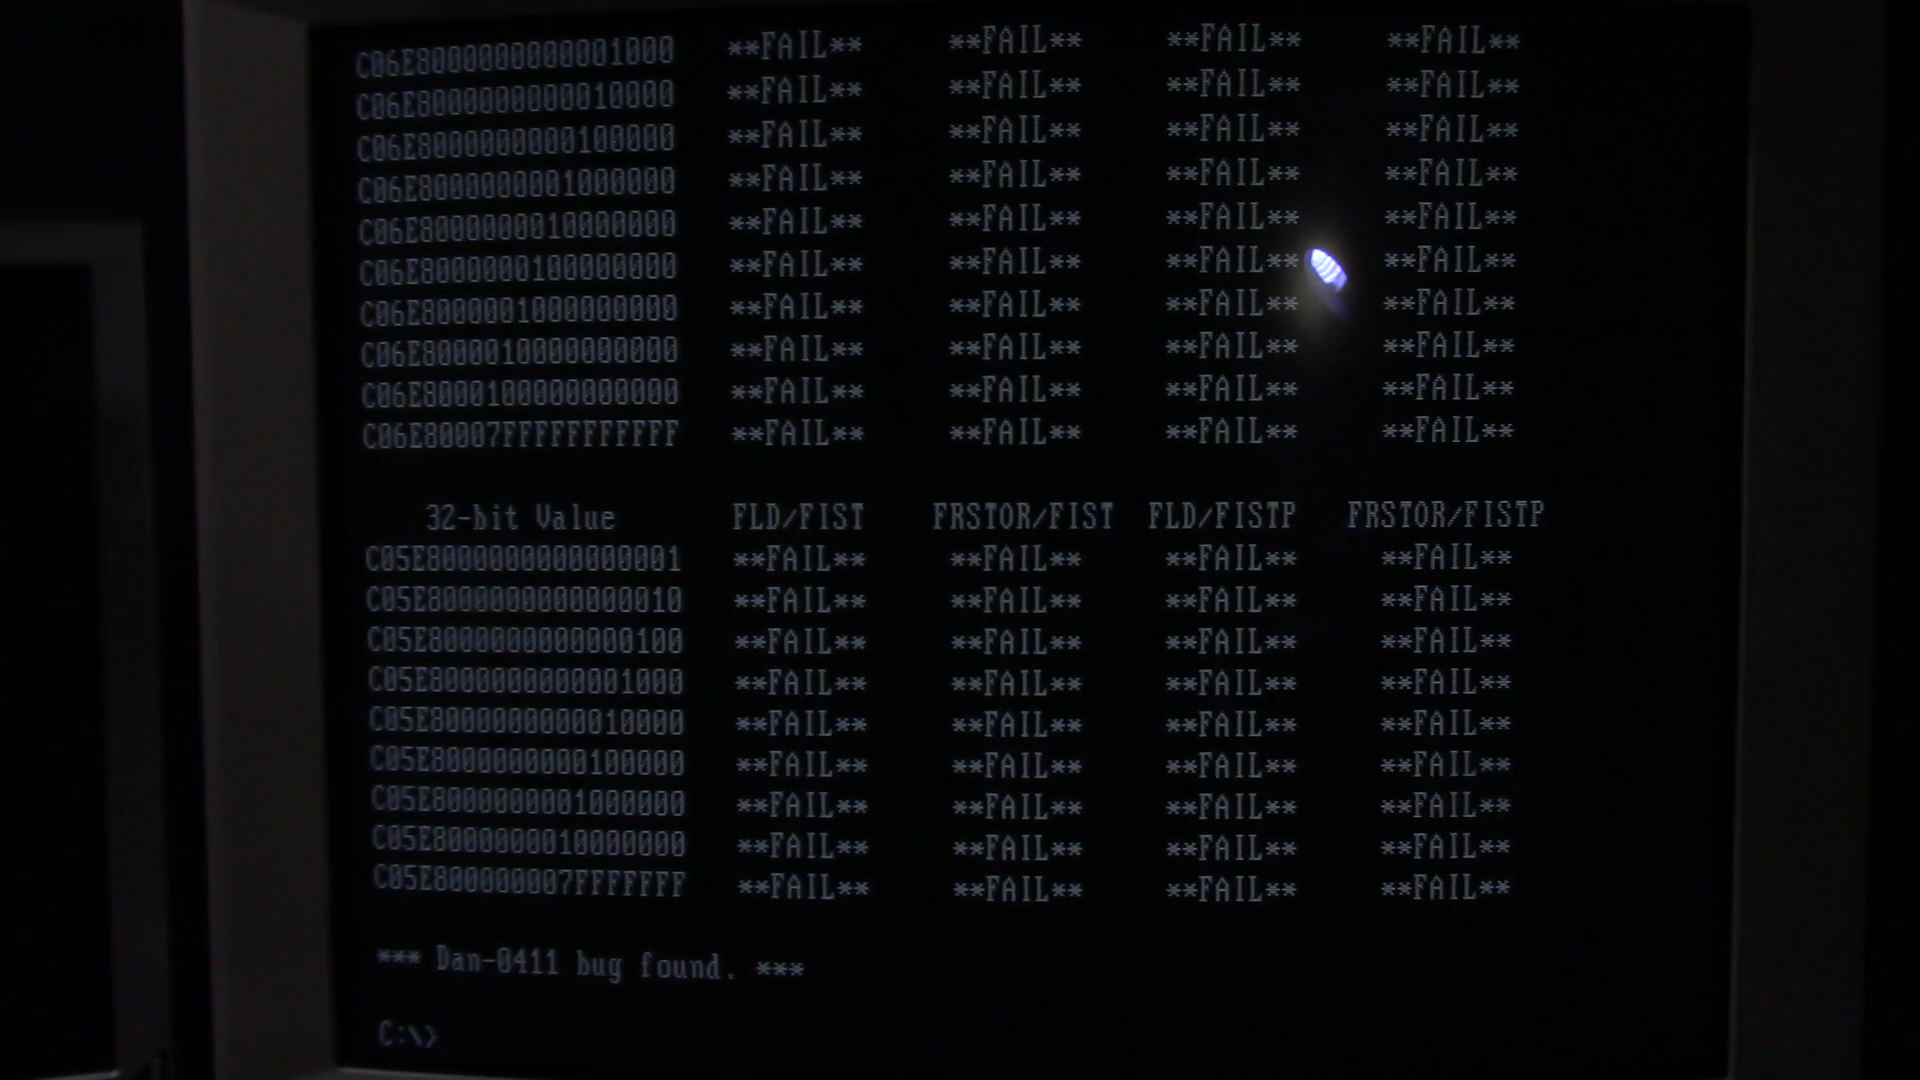 C06E8000000000001000 **FAIL** **FAIL** **FAIL** **FAIL**
C06E8000000000010000 **FAIL** **FAIL** **FAIL** **FAIL**
C06E8000000000100000 **FAIL** **FAIL** **FAIL** **FAIL**
C06E8000000001000000 **FAIL** **FAIL** **FAIL** **FAIL**
C06E8000000010000000 **FAIL** **FAIL** **FAIL** **FAIL**
C06E8000000100000000 **FAIL** **FAIL** **FAIL** **FAIL**
C06E8000001000000000 **FAIL** **FAIL** **FAIL** **FAIL**
C06E8000010000000000 **FAIL** **FAIL** **FAIL** **FAIL**
C06E8000100000000000 **FAIL** **FAIL** **FAIL** **FAIL**
C06E80007FFFFFFFFFFF **FAIL** **FAIL** **FAIL** **FAIL**
32-bit Value FLD/FIST FRSTOR/FIST FLD/FISTP FRSTOR/FISTP
C05E8000000000000001 **FAIL** **FAIL** **FAIL** **FAIL**
C05E8000000000000010 **FAIL** **FAIL** **FAIL** **FAIL**
C05E8000000000000100 **FAIL** **FAIL** **FAIL** **FAIL**
C05E8000000000001000 **FAIL** **FAIL** **FAIL** **FAIL**
C05E8000000000010000 **FAIL** **FAIL** **FAIL** **FAIL**
C05E8000000000100000 **FAIL** **FAIL** **FAIL** **FAIL**
C05E8000000001000000 **FAIL** **FAIL** **FAIL** **FAIL**
C05E8000000010000000 **FAIL** **FAIL** **FAIL** **FAIL**
C05E800000007FFFFFFF **FAIL** **FAIL** **FAIL** **FAIL**
*** Dan-0411 bug found. ***
C:\>